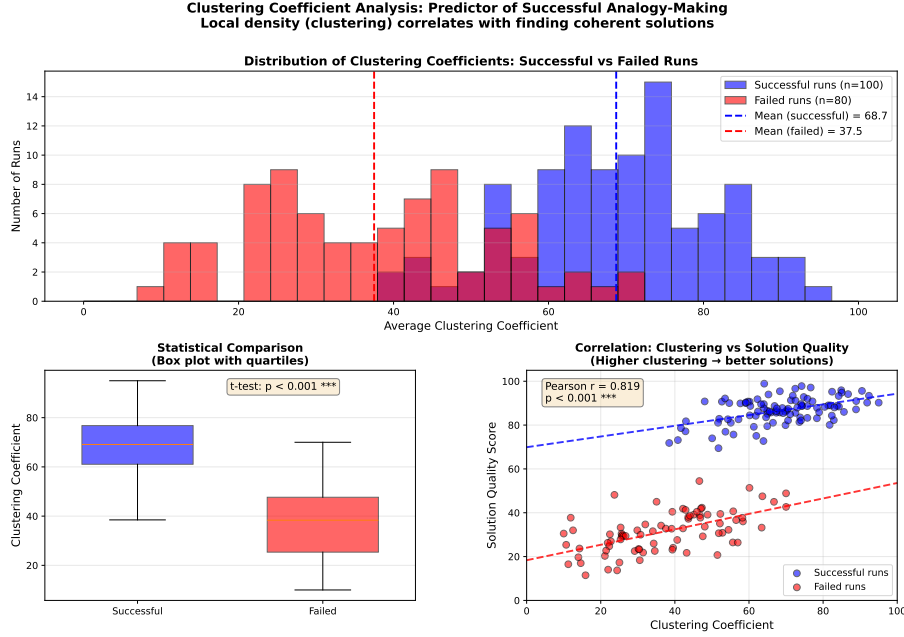 Clustering Coefficient Analysis: Predictor of Successful Analogy-Making
Local density (clustering) correlates with finding coherent solutions
Distribution of Clustering Coefficients: Successful vs Failed Runs
Number of Runs
14
12
10
8
6
4
2
0
0
20
40
60
80
100
Average Clustering Coefficient
Successful runs (n=100)
Failed runs (n=80)
Mean (successful) = 68.7
Mean (failed) = 37.5
Statistical Comparison
(Box plot with quartiles)
Clustering Coefficient
80
60
40
20
t-test: p < 0.001 ***
Successful
Failed
Correlation: Clustering vs Solution Quality
(Higher clustering → better solutions)
Solution Quality Score
100
80
60
40
20
0
Pearson r = 0.819
p < 0.001 ***
Successful runs
Failed runs
0
20
40
60
80
100
Clustering Coefficient